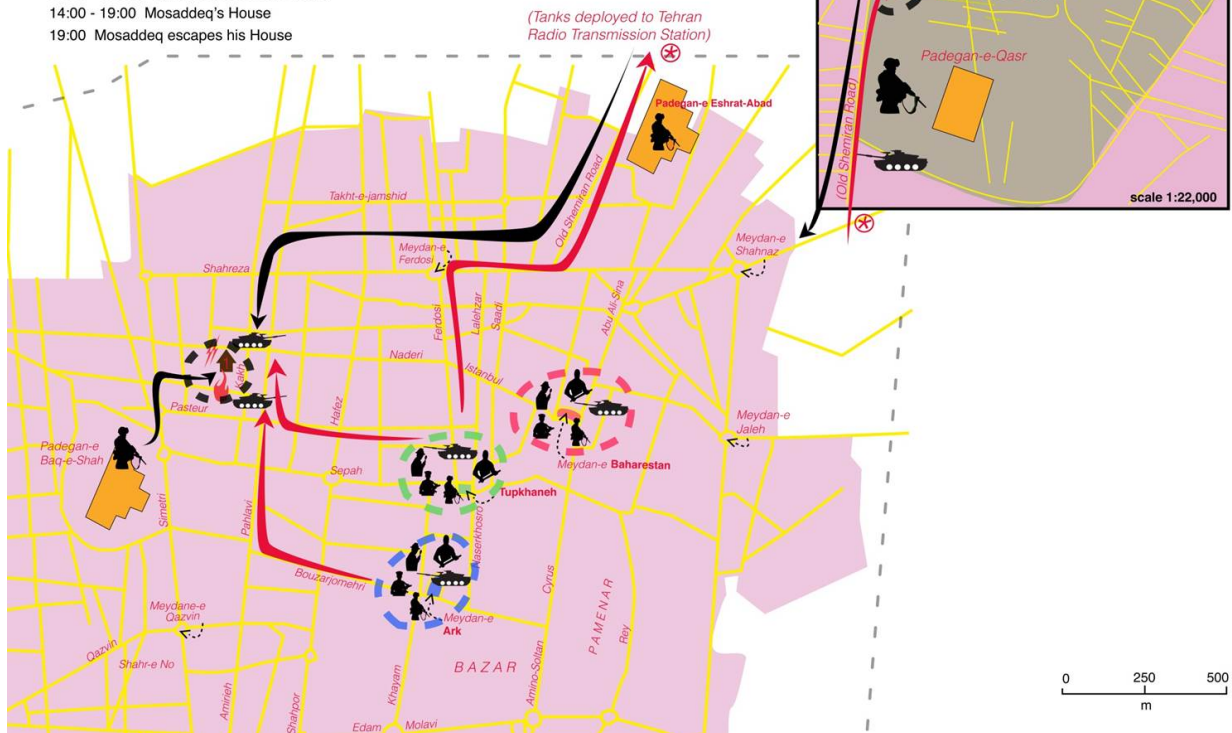 14:00 - 19:00 Mosaddeq's House
19:00 Mosaddeq escapes his House
(Tanks deployed to Tehran
Radio Transmission Station)
Padegan-e-Qasr
(Old Shemiran Road)
scale 1:22,000
Padegan-e Eshrat-Abad
Takht-e-jamshid
Old Shemiran Road
Meydan-e
Ferdosi
Meydan-e
Shahnaz
Shahreza
Ferdosi
Lalehzar
Saadi
Abu Ali-Sina
Naderi
Istanbul
Kakh
Pasteur
Hafez
Meydan-e
Jaleh
Padegan-e
Baq-e-Shah
Meydan-e Baharestan
Sepah
Tupkhaneh
Simetri
Pahlavi
Naserkhosro
Bouzarjomehri
Cyrus
PAMENAR
Rey
Meydane-e
Qazvin
Meydan-e
Ark
Qazvin
Shahr-e No
BAZAR
Amirieh
Shahpor
Khayam
Amino-Soltan
Edam
Molavi
0 250 500
m